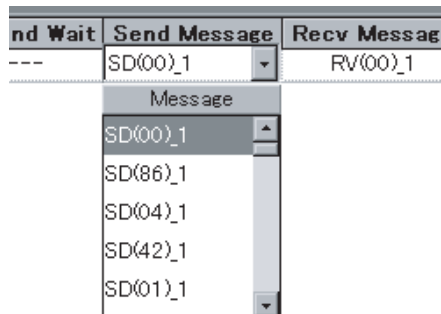 nd Wait Send Message Recv Messag
--- SD(00)_1 RV(00)_1
Message
SD(00)_1
SD(86)_1
SD(04)_1
SD(42)_1
SD(01)_1